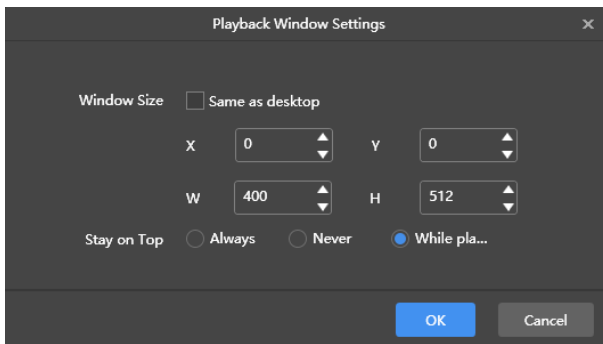 Playback Window Settings
Window Size Same as desktop
X 0 Y 0
W 400 H 512
Stay on Top Always Never While pla...
OK Cancel